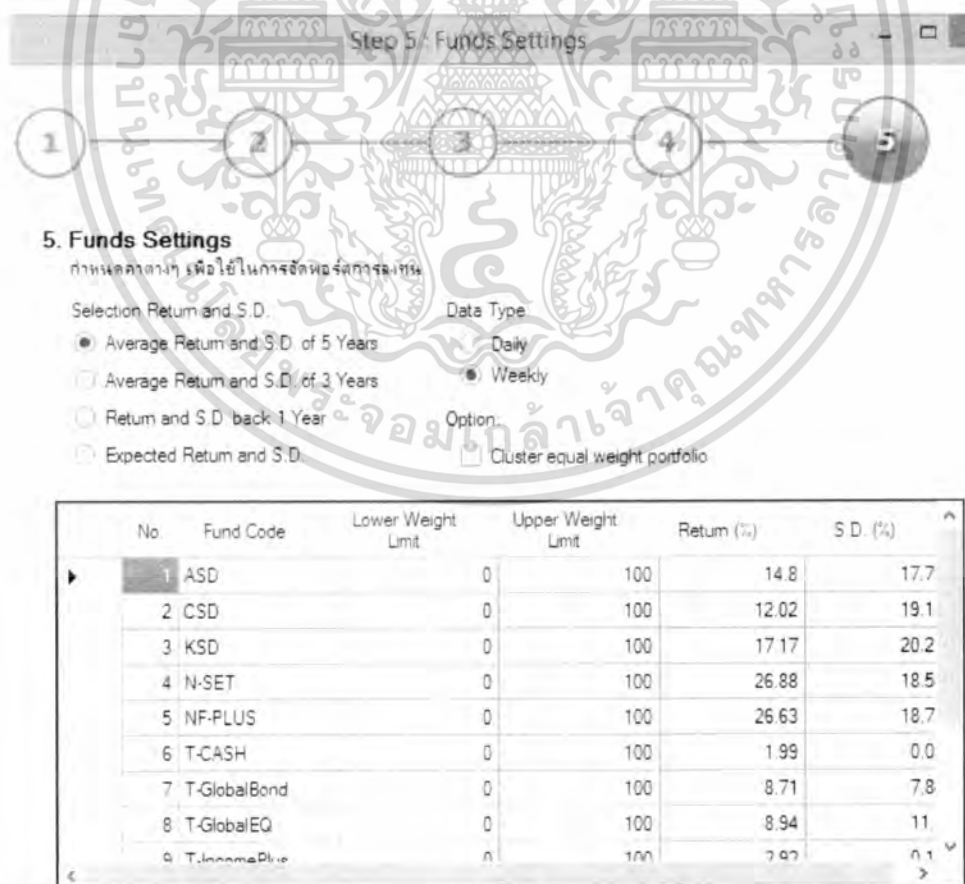 Step 5 : Funds Settings
1 2 3 4 5
5. Funds Settings
กำหนดค่าต่างๆ เพื่อใช้ในการจัดพอร์ตการลงทุน
Selection Return and S.D. Data Type
Average Return and S.D. of 5 Years Daily
Average Return and S.D. of 3 Years Weekly
Return and S.D. back 1 Year Option:
Expected Return and S.D. Cluster equal weight portfolio
No. Fund Code Lower Weight Limit Upper Weight Limit Return (%) S.D. (%)
1 ASD 0 100 14.8 17.7
2 CSD 0 100 12.02 19.1
3 KSD 0 100 17.17 20.2
4 N-SET 0 100 26.88 18.5
5 NF-PLUS 0 100 26.63 18.7
6 T-CASH 0 100 1.99 0.0
7 T-GlobalBond 0 100 8.71 7.8
8 T-GlobalEQ 0 100 8.94 11.
9 T-IncomePlus 0 100 2.92 0.1